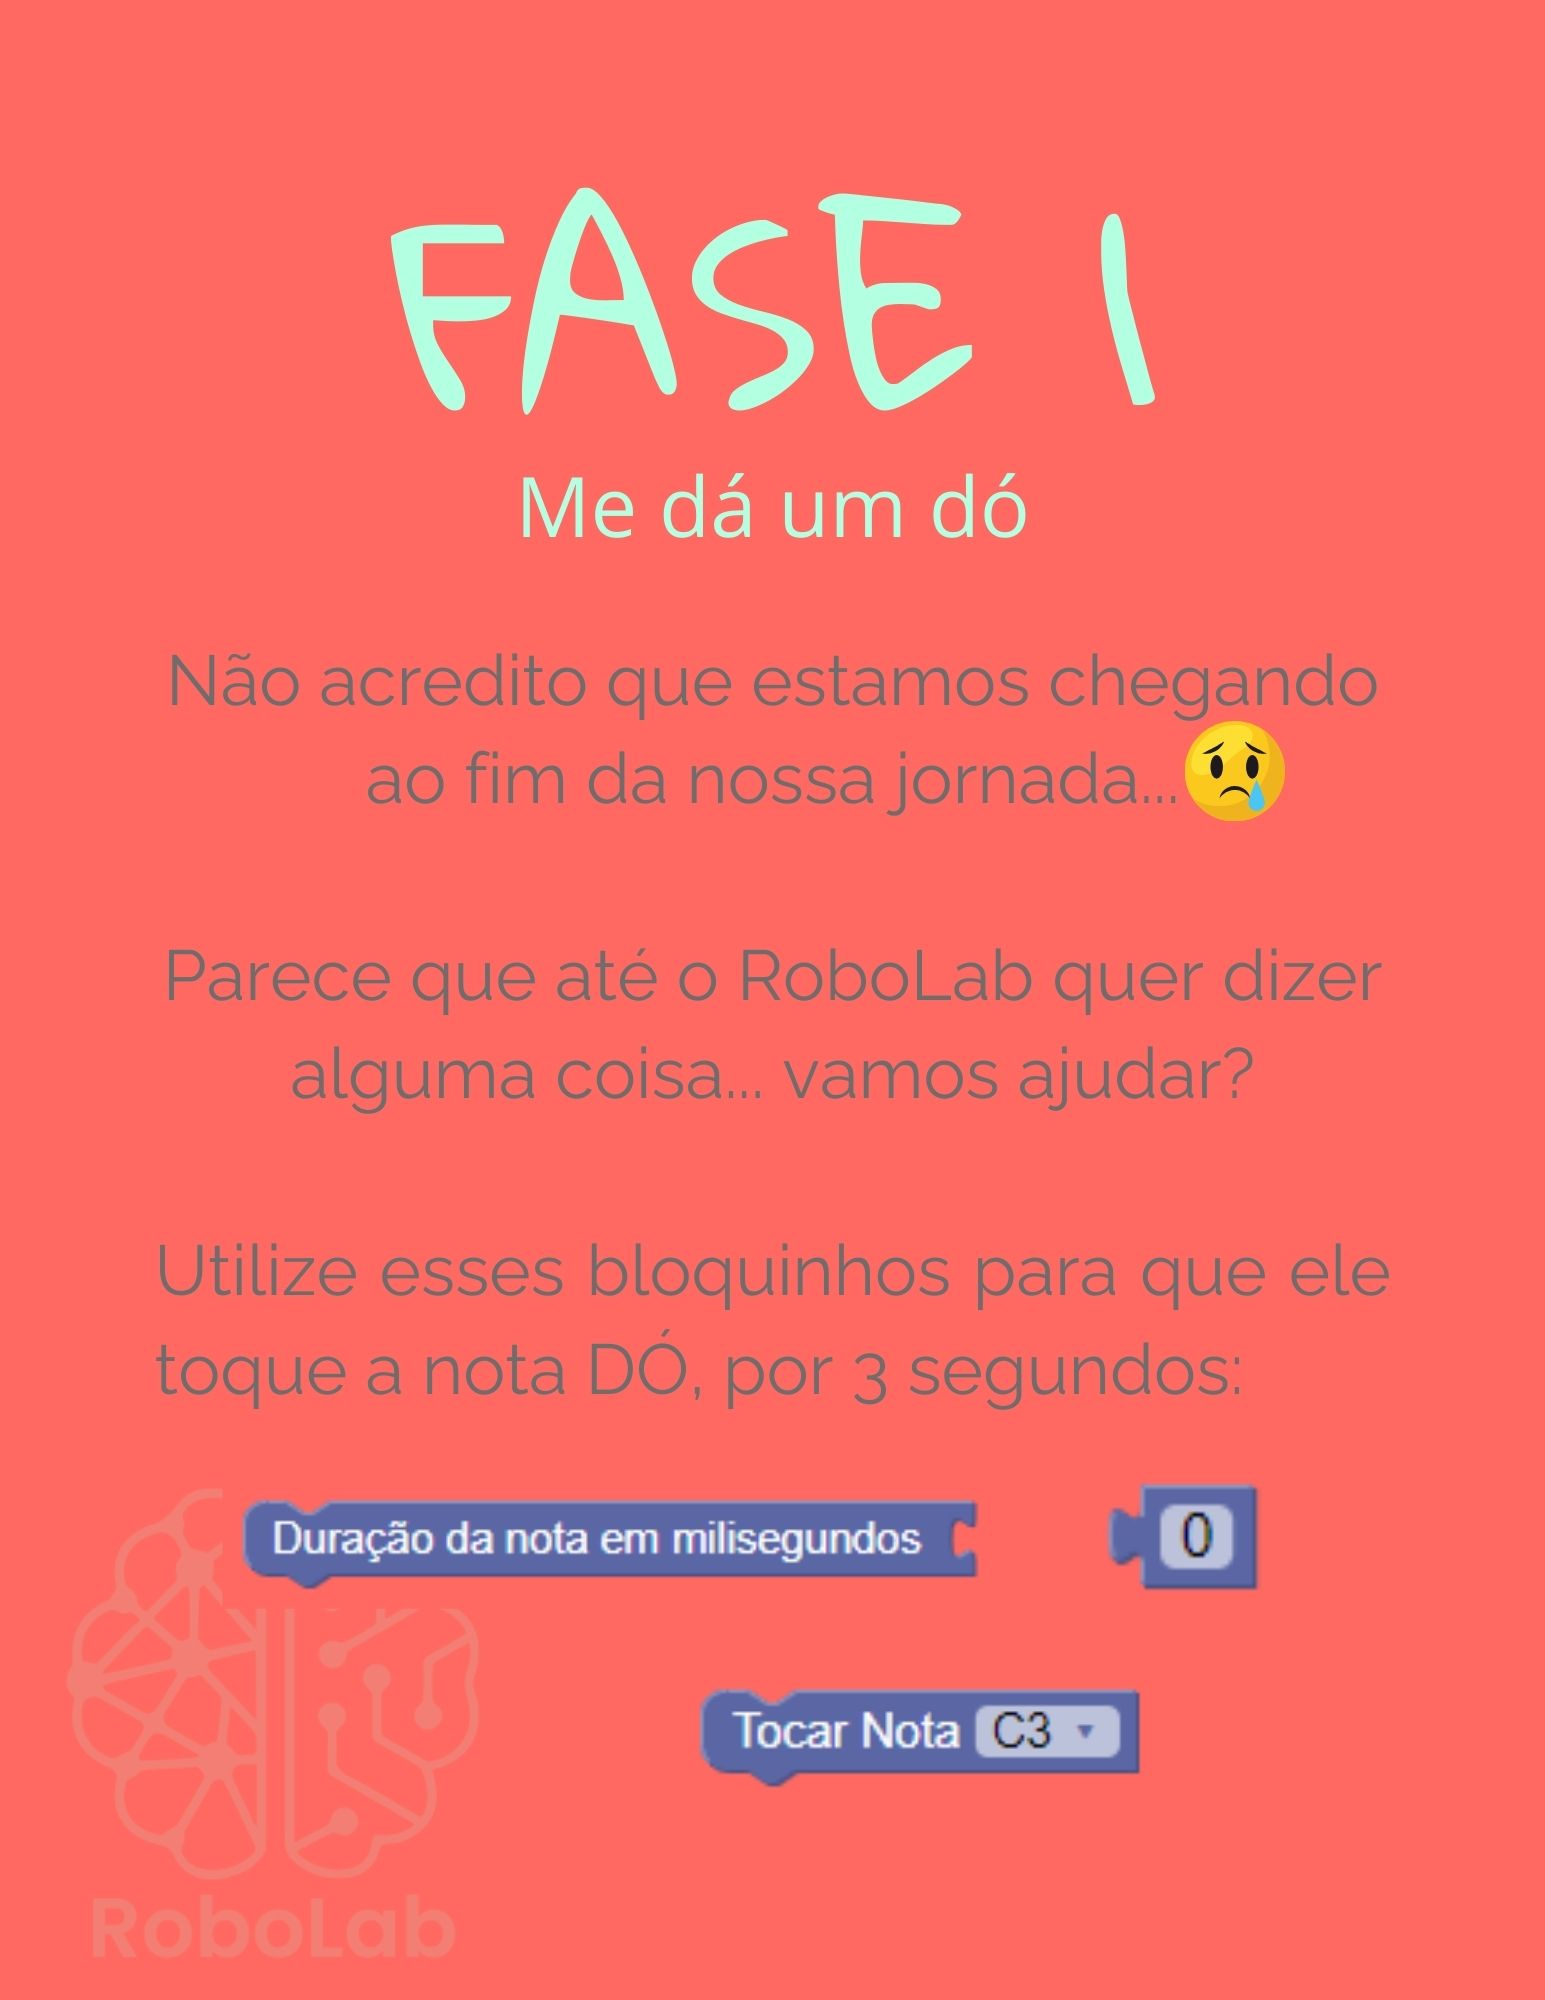 FASE 1
Me dá um dó
Não acredito que estamos chegando
ao fim da nossa jornada...
Parece que até o RoboLab quer dizer
alguma coisa... vamos ajudar?
Utilize esses bloquinhos para que ele
toque a nota DÓ, por 3 segundos:
Duração da nota em milisegundos 0
Tocar Nota C3
RoboLab